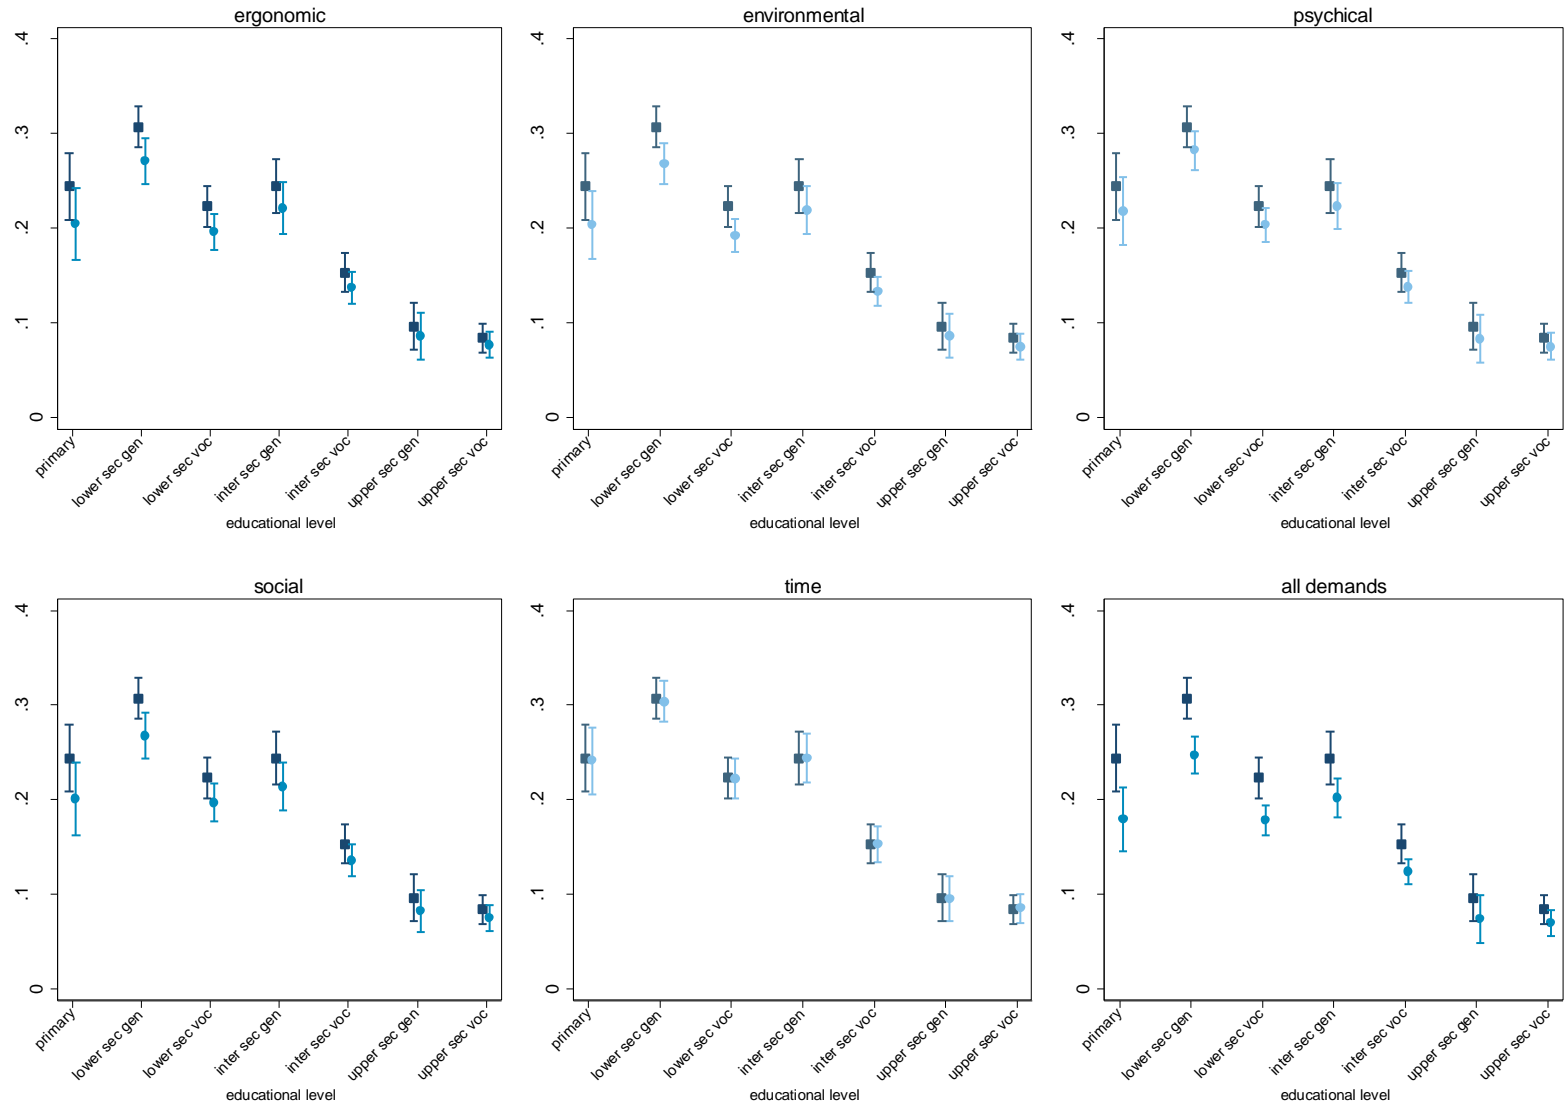 ergonomic
.4
.3
.2
.1
0
primary
lower sec gen
lower sec voc
inter sec gen
inter sec voc
upper sec gen
upper sec voc
educational level
environmental
.4
.3
.2
.1
0
primary
lower sec gen
lower sec voc
inter sec gen
inter sec voc
upper sec gen
upper sec voc
educational level
psychical
.4
.3
.2
.1
0
primary
lower sec gen
lower sec voc
inter sec gen
inter sec voc
upper sec gen
upper sec voc
educational level
social
.4
.3
.2
.1
0
primary
lower sec gen
lower sec voc
inter sec gen
inter sec voc
upper sec gen
upper sec voc
educational level
time
.4
.3
.2
.1
0
primary
lower sec gen
lower sec voc
inter sec gen
inter sec voc
upper sec gen
upper sec voc
educational level
all demands
.4
.3
.2
.1
0
primary
lower sec gen
lower sec voc
inter sec gen
inter sec voc
upper sec gen
upper sec voc
educational level